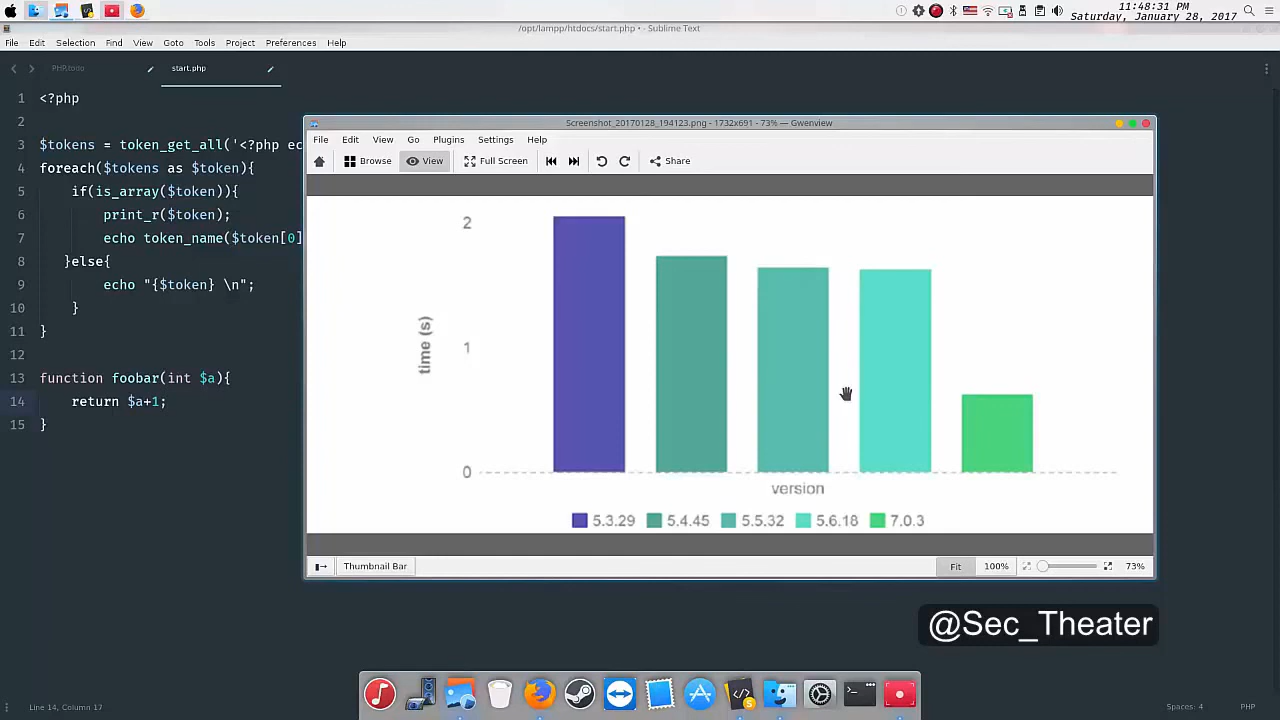 11:48:31 PM
Saturday, January 28, 2017
/opt/lampp/htdocs/start.php • - Sublime Text
File Edit Selection Find View Goto Tools Project Preferences Help
PHP.todo start.php
1 <?php
2
3 $tokens = token_get_all('<?php ec
4 foreach($tokens as $token){
5 if(is_array($token)){
6 print_r($token);
7 echo token_name($token[0]
8 }else{
9 echo "{$token} \n";
10 }
11 }
12
13 function foobar(int $a){
14 return $a+1;
15 }
Screenshot_20170128_194123.png - 1732x691 - 73% — Gwenview
File Edit View Go Plugins Settings Help
Browse View Full Screen Share
2
1
0
time (s)
version
5.3.29 5.4.45 5.5.32 5.6.18 7.0.3
Thumbnail Bar Fit 100% 73%
@Sec_Theater
Line 14, Column 17 Spaces: 4 PHP